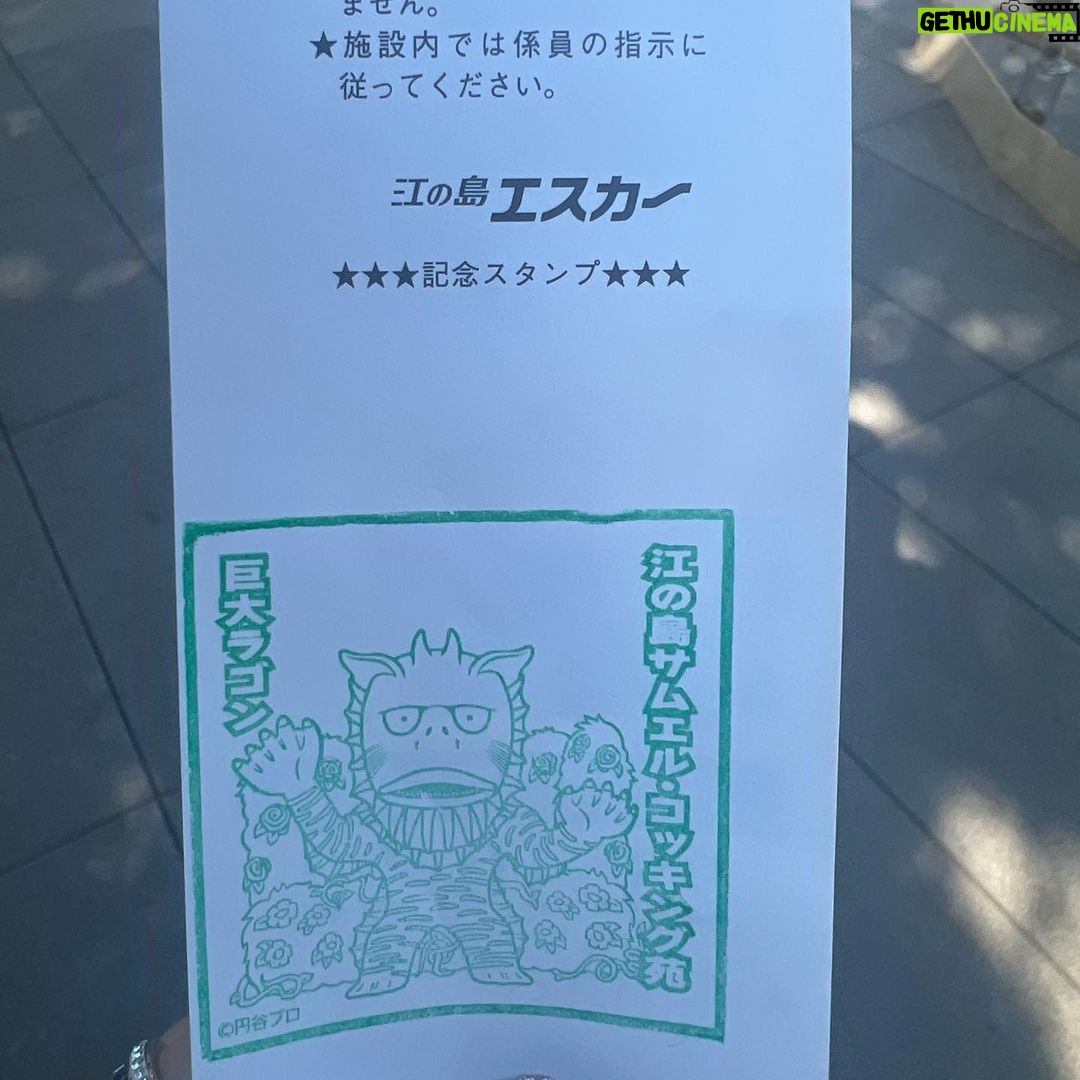 GETHUCINEMA
ません。
★施設内では係員の指示に
従ってください。
江の島エスカー
★★★記念スタンプ★★★
江の島サムエル・コッキング苑
巨大ラゴン
©円谷プロ